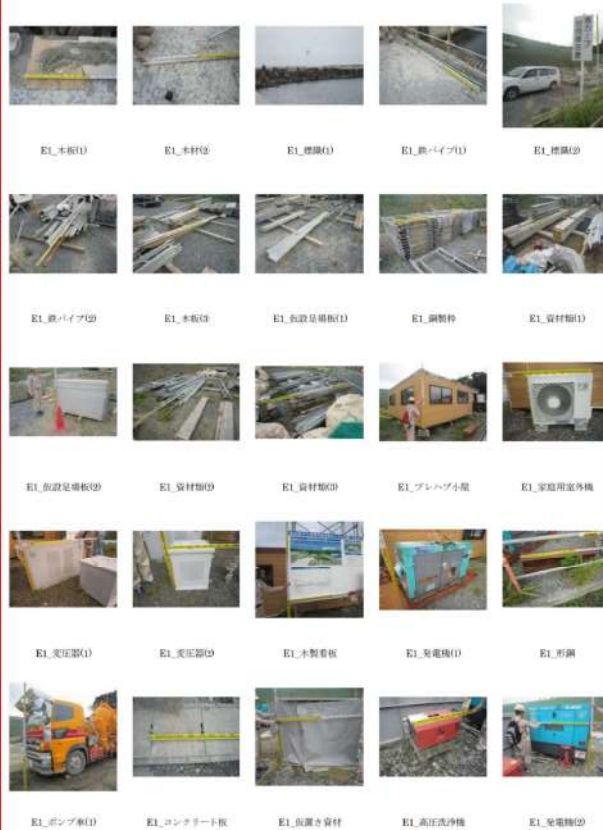 E1_木板(1)
E1_木材(2)
E1_標識(1)
E1_鉄パイプ(1)
E1_標識(2)
E1_鉄パイプ(2)
E1_木板(3)
E1_仮設足場板(1)
E1_鋼製枠
E1_資材類(1)
E1_仮設足場板(2)
E1_資材類(2)
E1_資材類(3)
E1_プレハブ小屋
E1_家庭用室外機
E1_変圧器(1)
E1_変圧器(2)
E1_木製看板
E1_発電機(1)
E1_形鋼
E1_ポンプ車(1)
E1_コンクリート板
E1_仮置き資材
E1_高圧洗浄機
E1_発電機(2)